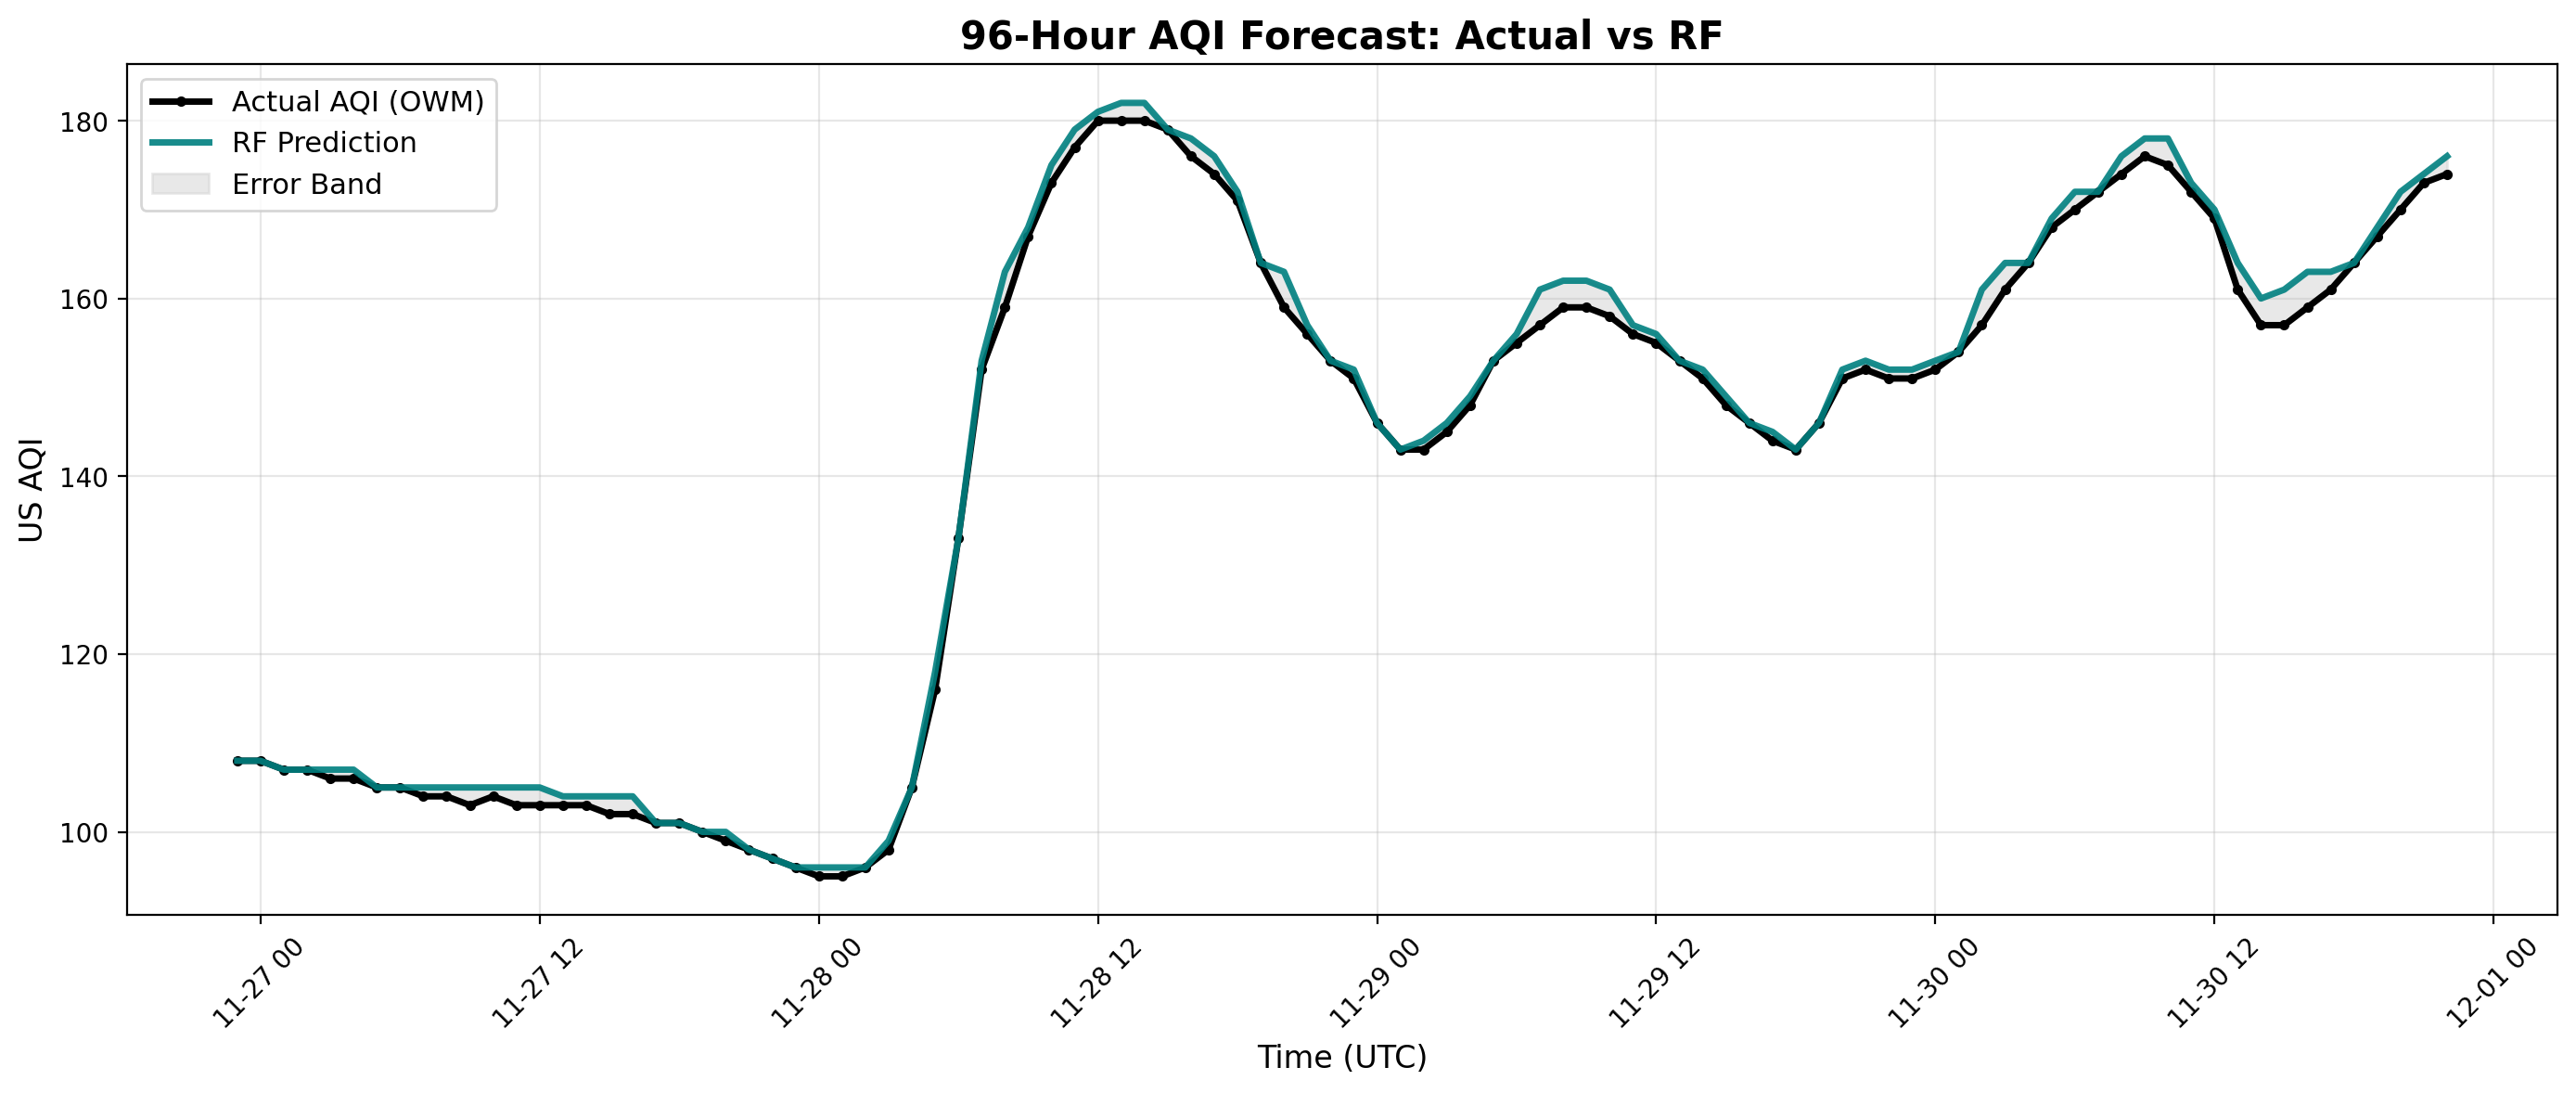 96-Hour AQI Forecast: Actual vs RF
Actual AQI (OWM)
RF Prediction
Error Band
US AQI
180
160
140
120
100
11-27 00
11-27 12
11-28 00
11-28 12
11-29 00
11-29 12
11-30 00
11-30 12
12-01 00
Time (UTC)